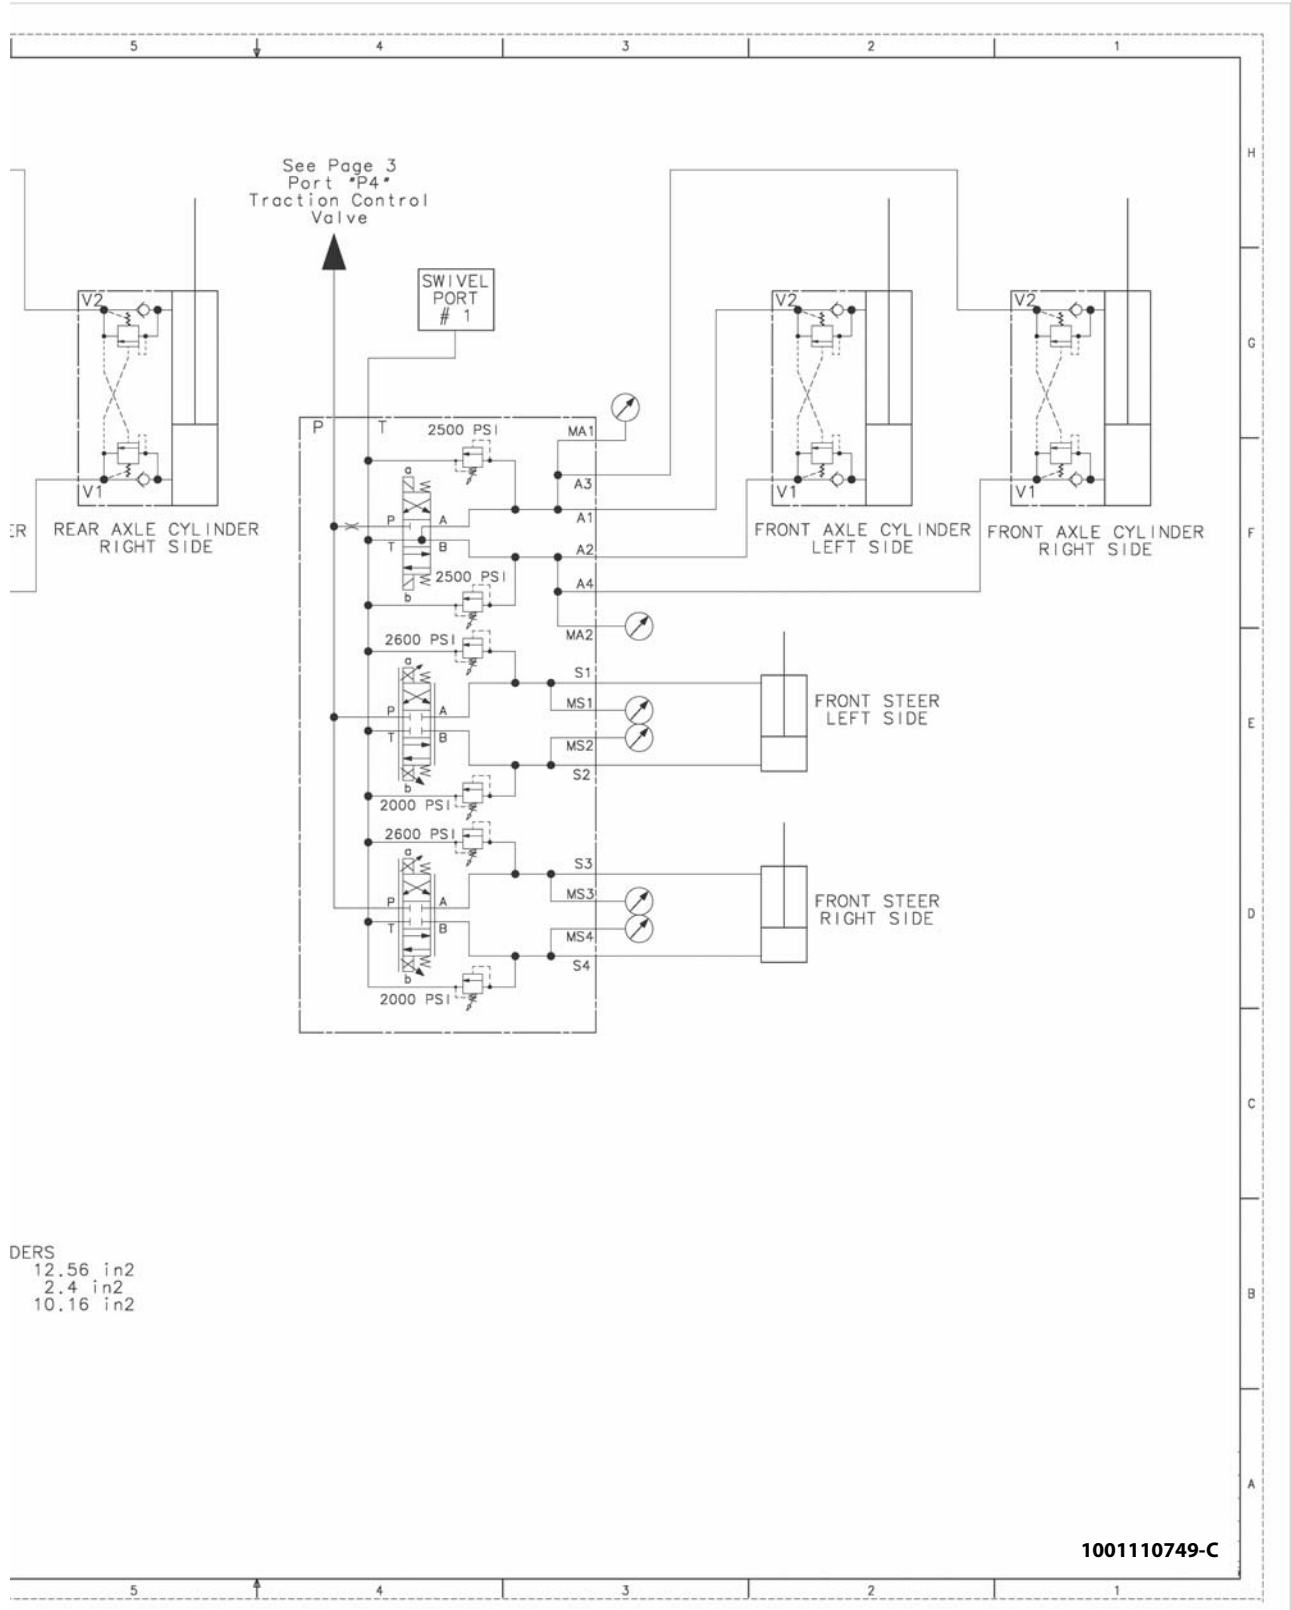 5 4 3 2 1
H
See Page 3
Port "P4"
Traction Control
Valve
SWIVEL
PORT
# 1
V2
V2
V2
G
P T
2500 PSI
MA1
a
A3
V1
V1
V1
P A
A1
ER
REAR AXLE CYLINDER
RIGHT SIDE
FRONT AXLE CYLINDER
LEFT SIDE
FRONT AXLE CYLINDER
RIGHT SIDE
F
T B
A2
2500 PSI
b
A4
MA2
2600 PSI
a
S1
P A
MS1
FRONT STEER
LEFT SIDE
E
T B
MS2
S2
b
2000 PSI
2600 PSI
a
S3
P A
MS3
FRONT STEER
RIGHT SIDE
D
T B
MS4
S4
b
2000 PSI
C
DERS
12.56 in2
2.4 in2
10.16 in2
B
A
1001110749-C
5 4 3 2 1